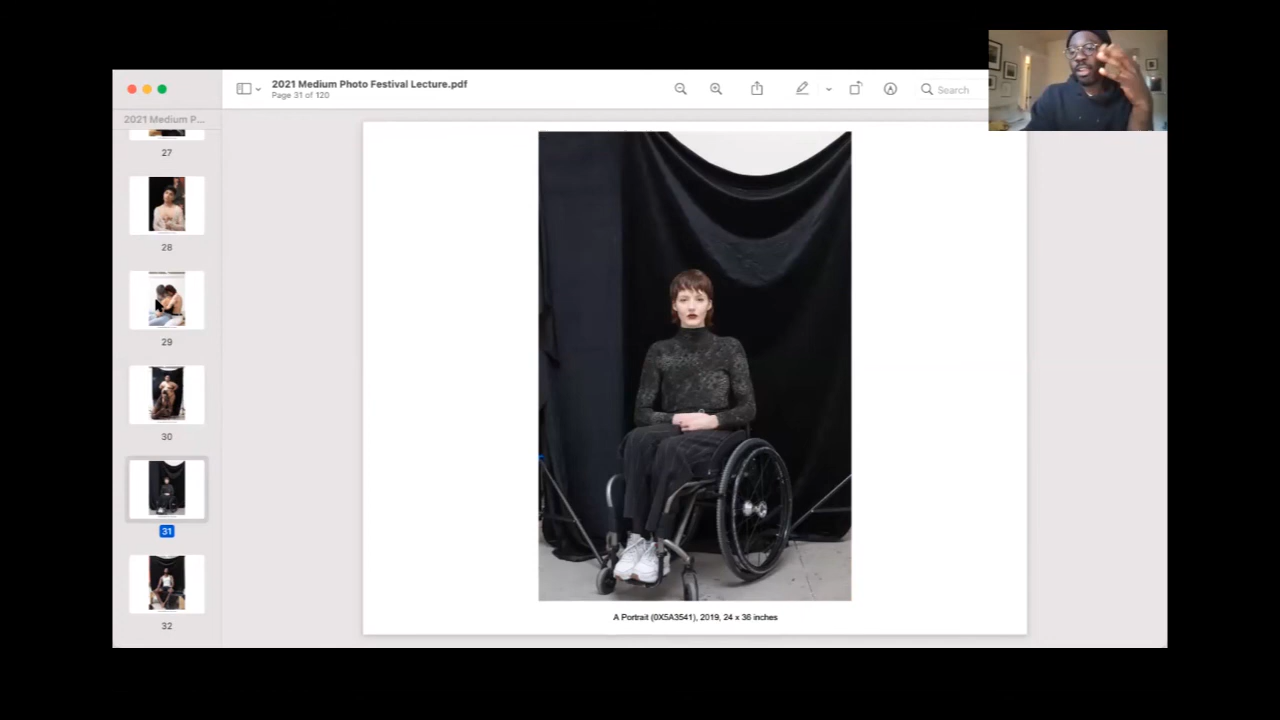 2021 Medium Photo Festival Lecture.pdf
Page 31 of 120
Search
2021 Medium P...
27
28
29
30
31
32
A Portrait (0X5A3541), 2019, 24 x 36 inches